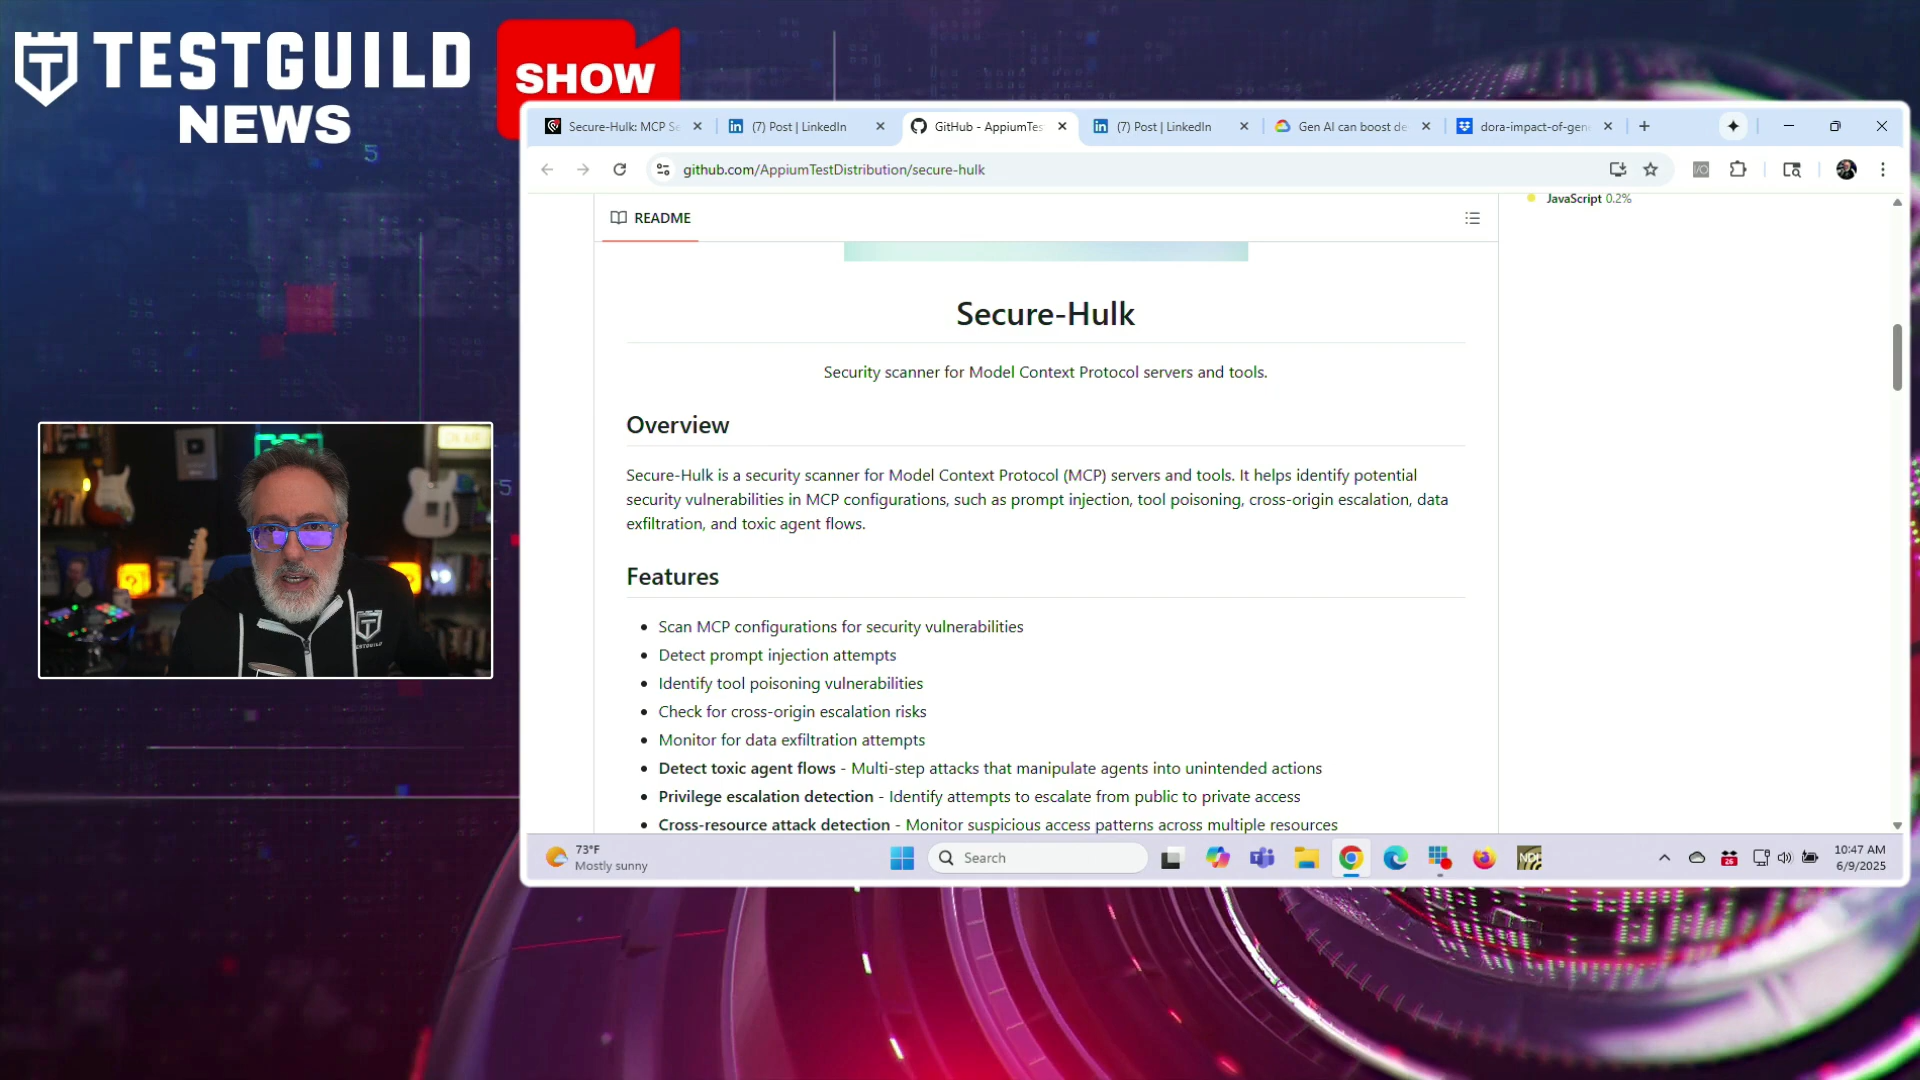 TESTGUILD
NEWS
SHOW
Secure-Hulk: MCP Se
(7) Post | LinkedIn
GitHub - AppiumTes
(7) Post | LinkedIn
Gen AI can boost de
dora-impact-of-gen
github.com/AppiumTestDistribution/secure-hulk
JavaScript 0.2%
README
Secure-Hulk
Security scanner for Model Context Protocol servers and tools.
Overview
Secure-Hulk is a security scanner for Model Context Protocol (MCP) servers and tools. It helps identify potential
security vulnerabilities in MCP configurations, such as prompt injection, tool poisoning, cross-origin escalation, data
exfiltration, and toxic agent flows.
Features
Scan MCP configurations for security vulnerabilities
Detect prompt injection attempts
Identify tool poisoning vulnerabilities
Check for cross-origin escalation risks
Monitor for data exfiltration attempts
Detect toxic agent flows - Multi-step attacks that manipulate agents into unintended actions
Privilege escalation detection - Identify attempts to escalate from public to private access
Cross-resource attack detection - Monitor suspicious access patterns across multiple resources
73°F
Mostly sunny
Search
10:47 AM
6/9/2025